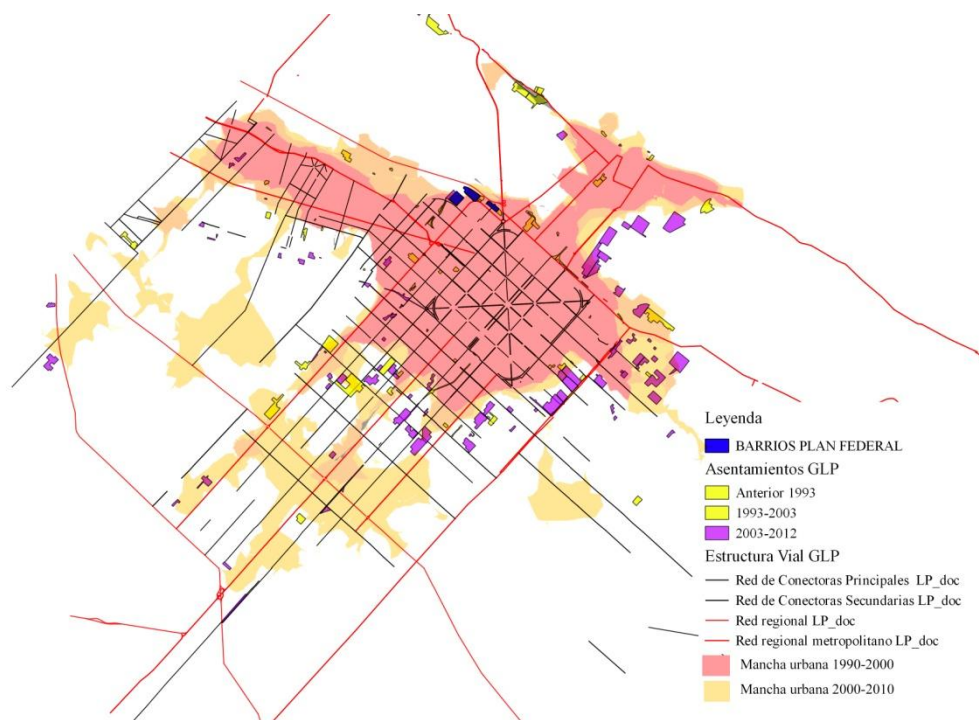 Leyenda
BARRIOS PLAN FEDERAL
Asentamientos GLP
Anterior 1993
1993-2003
2003-2012
Estructura Vial GLP
Red de Conectoras Principales LP_doc
Red de Conectoras Secundarias LP_doc
Red regional LP_doc
Red regional metropolitano LP_doc
Mancha urbana 1990-2000
Mancha urbana 2000-2010